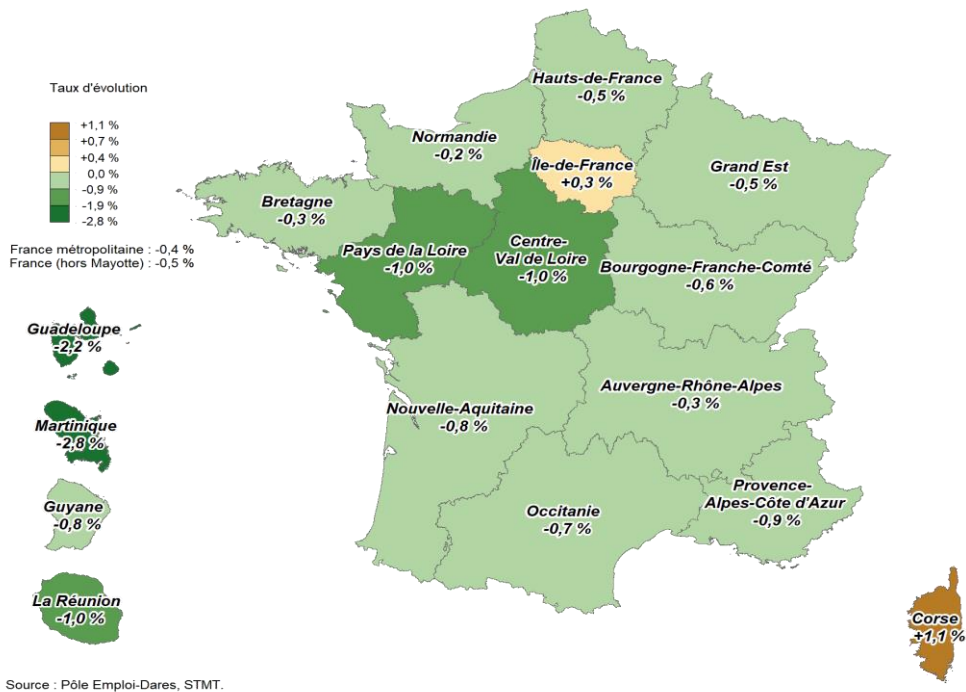 Taux d'évolution
+1,1 %
+0,7 %
+0,4 %
0,0 %
-0,9 %
-1,9 %
-2,8 %
France métropolitaine : -0,4 %
France (hors Mayotte) : -0,5 %
Hauts-de-France
-0,5 %
Normandie
-0,2 %
Île-de-France
+0,3 %
Grand Est
-0,5 %
Bretagne
-0,3 %
Pays de la Loire
-1,0 %
Centre-
Val de Loire
-1,0 %
Bourgogne-Franche-Comté
-0,6 %
Guadeloupe
-2,2 %
Auvergne-Rhône-Alpes
-0,3 %
Nouvelle-Aquitaine
-0,8 %
Martinique
-2,8 %
Provence-
Alpes-Côte d'Azur
-0,9 %
Occitanie
-0,7 %
Guyane
-0,8 %
La Réunion
-1,0 %
Corse
+1,1 %
Source : Pôle Emploi-Dares, STMT.